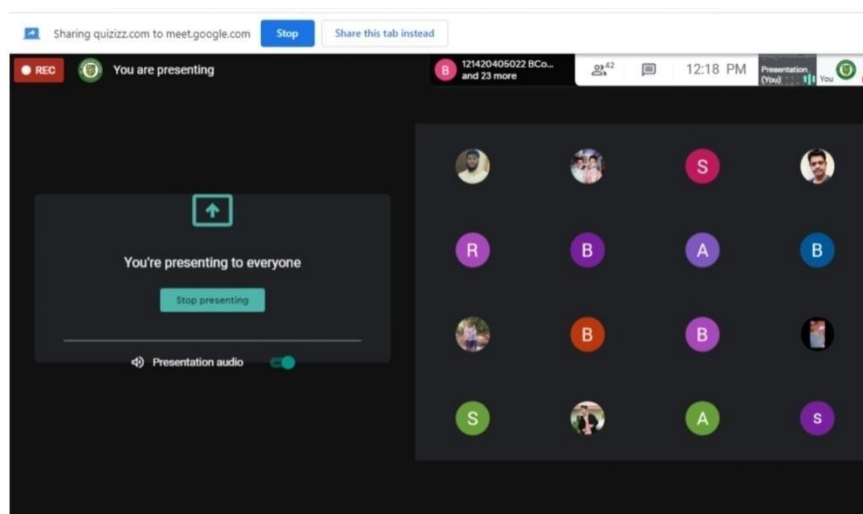 Sharing quizizz.com to meet.google.com Stop Share this tab instead
REC You are presenting
B 121420405022 BCo...
and 23 more
42 12:18 PM
Presentation
(You) You
S
You're presenting to everyone
Stop presenting
Presentation audio
R B A B
B B
S A s